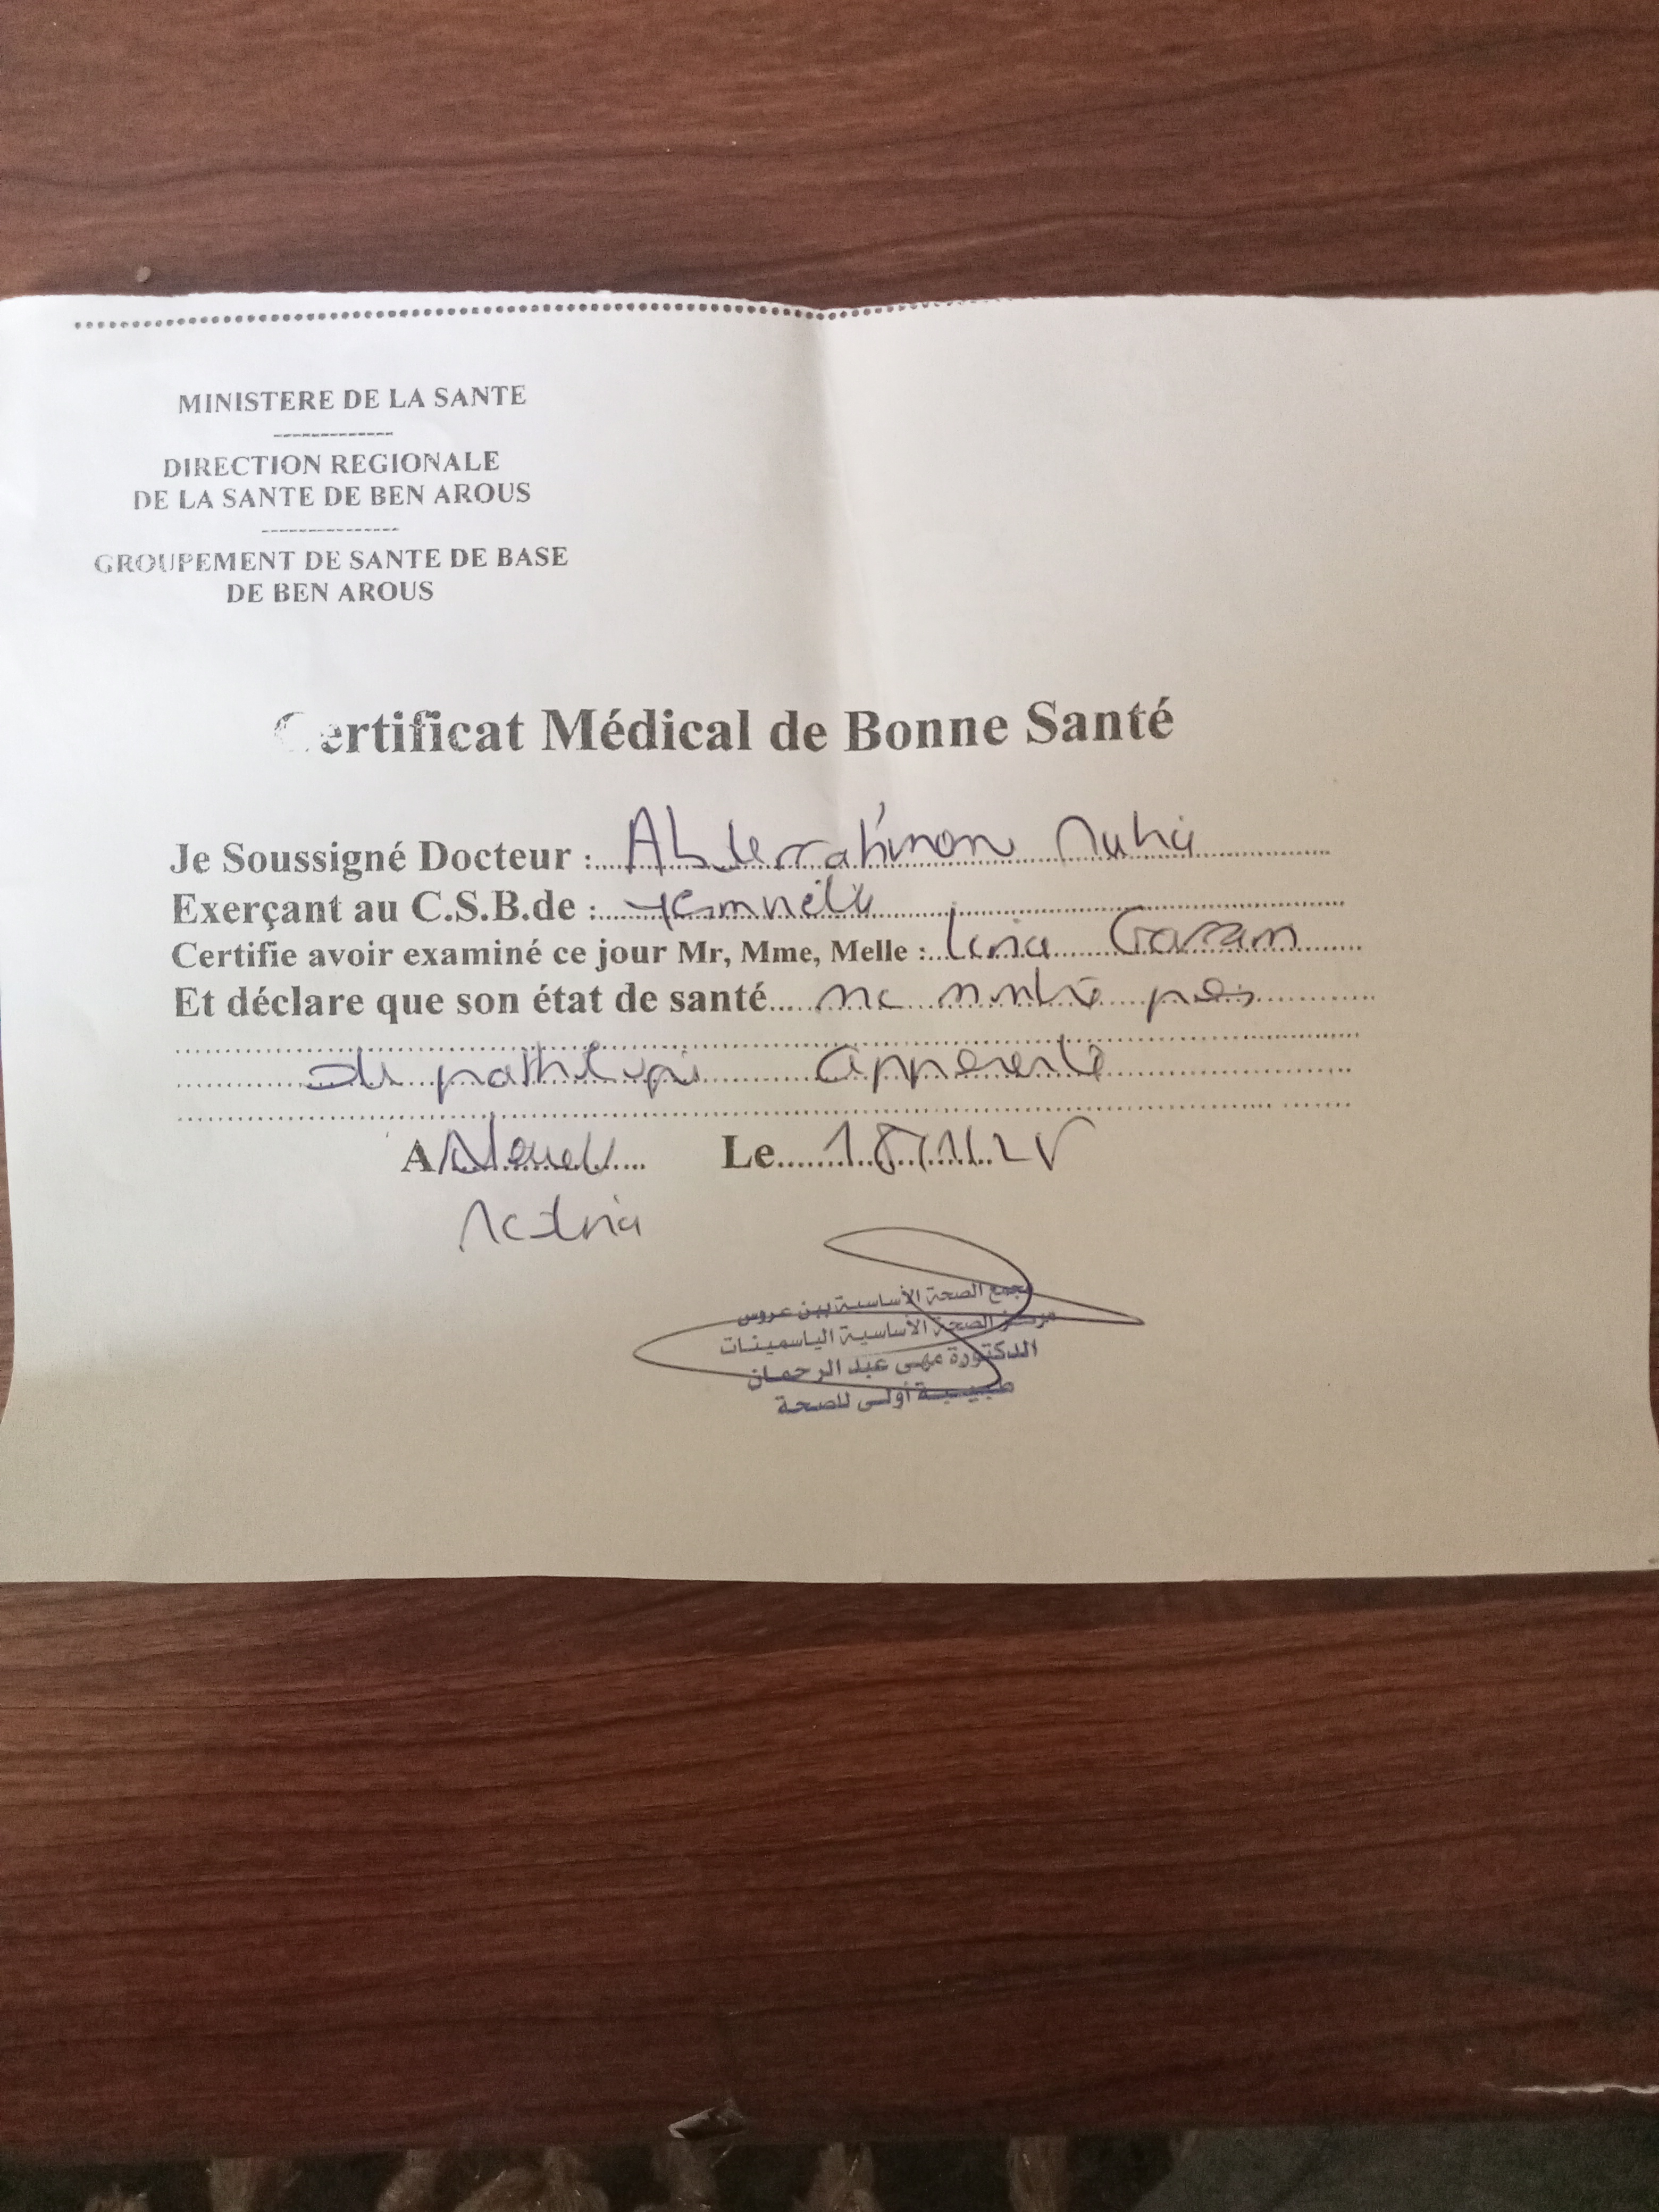 MINISTERE DE LA SANTE
DIRECTION REGIONALE
DE LA SANTE DE BEN AROUS
GROUPEMENT DE SANTE DE BASE
DE BEN AROUS
Certificat Médical de Bonne Santé
Je Soussigné Docteur : Abderrahman Muha
Exerçant au C.S.B.de :
Certifie avoir examiné ce jour Mr, Mme, Melle :
Et déclare que son état de santé ne montre pas
de pathologie apparente
A Le
مجمع الصحة الأساسية ببن عروس
مركز الصحة الأساسية الياسمينات
الدكتورة مهى عبد الرحمان
طبيبة أولى للصحة